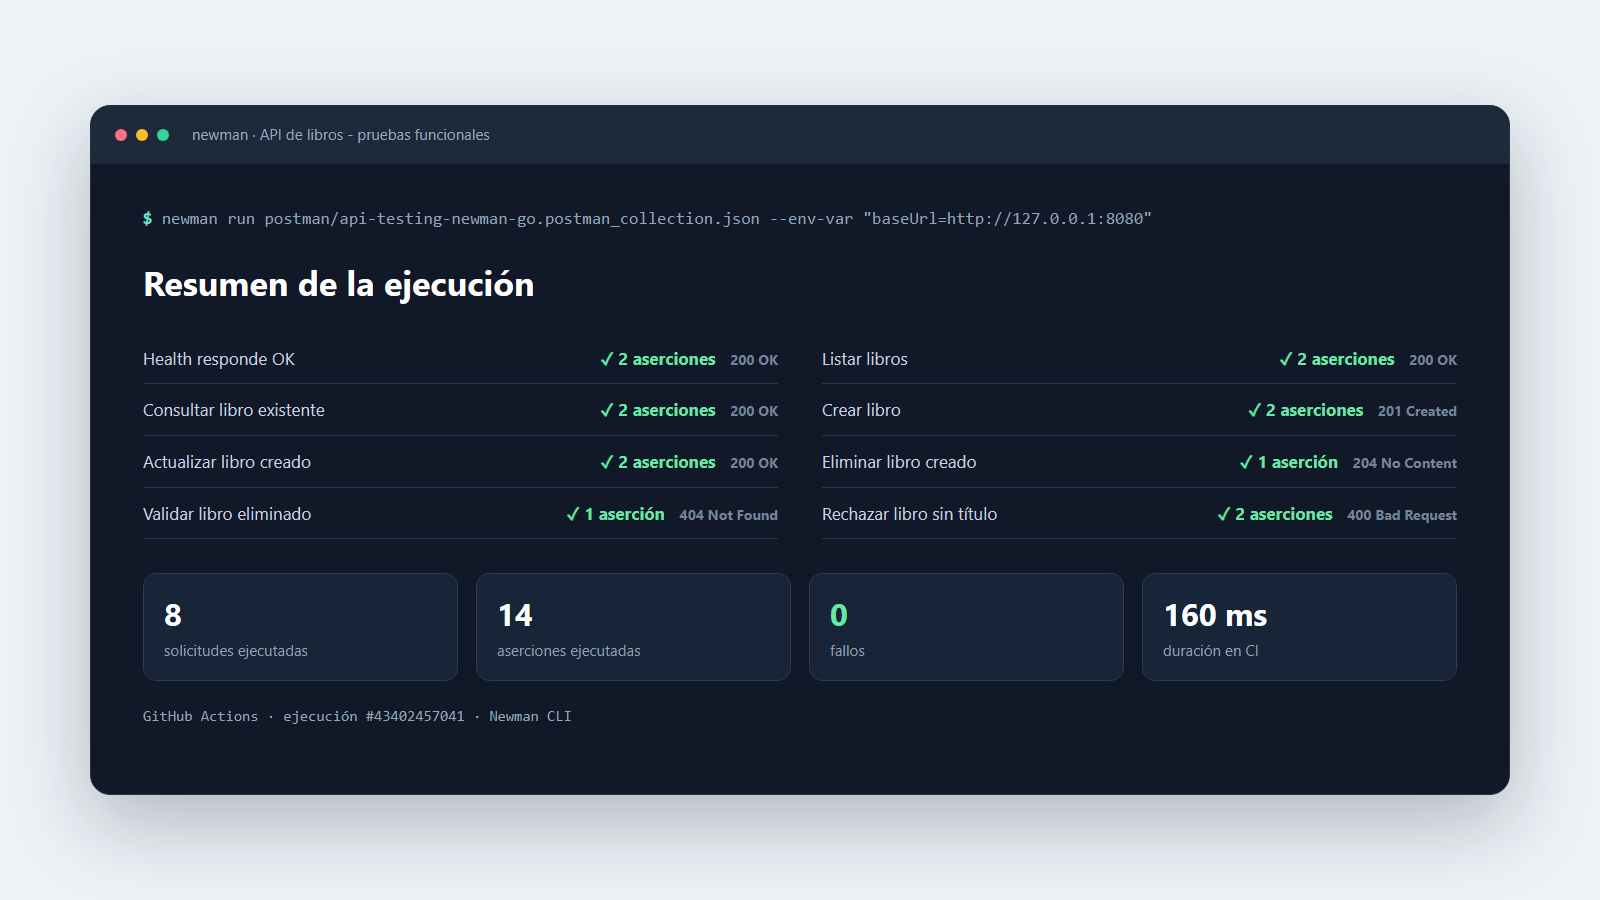 newman · API de libros - pruebas funcionales
$ newman run postman/api-testing-newman-go.postman_collection.json --env-var "baseUrl=http://127.0.0.1:8080"
Resumen de la ejecución
Health responde OK ✓ 2 aserciones 200 OK
Listar libros ✓ 2 aserciones 200 OK
Consultar libro existente ✓ 2 aserciones 200 OK
Crear libro ✓ 2 aserciones 201 Created
Actualizar libro creado ✓ 2 aserciones 200 OK
Eliminar libro creado ✓ 1 aserción 204 No Content
Validar libro eliminado ✓ 1 aserción 404 Not Found
Rechazar libro sin título ✓ 2 aserciones 400 Bad Request
8
solicitudes ejecutadas
14
aserciones ejecutadas
0
fallos
160 ms
duración en CI
GitHub Actions · ejecución #43402457041 · Newman CLI